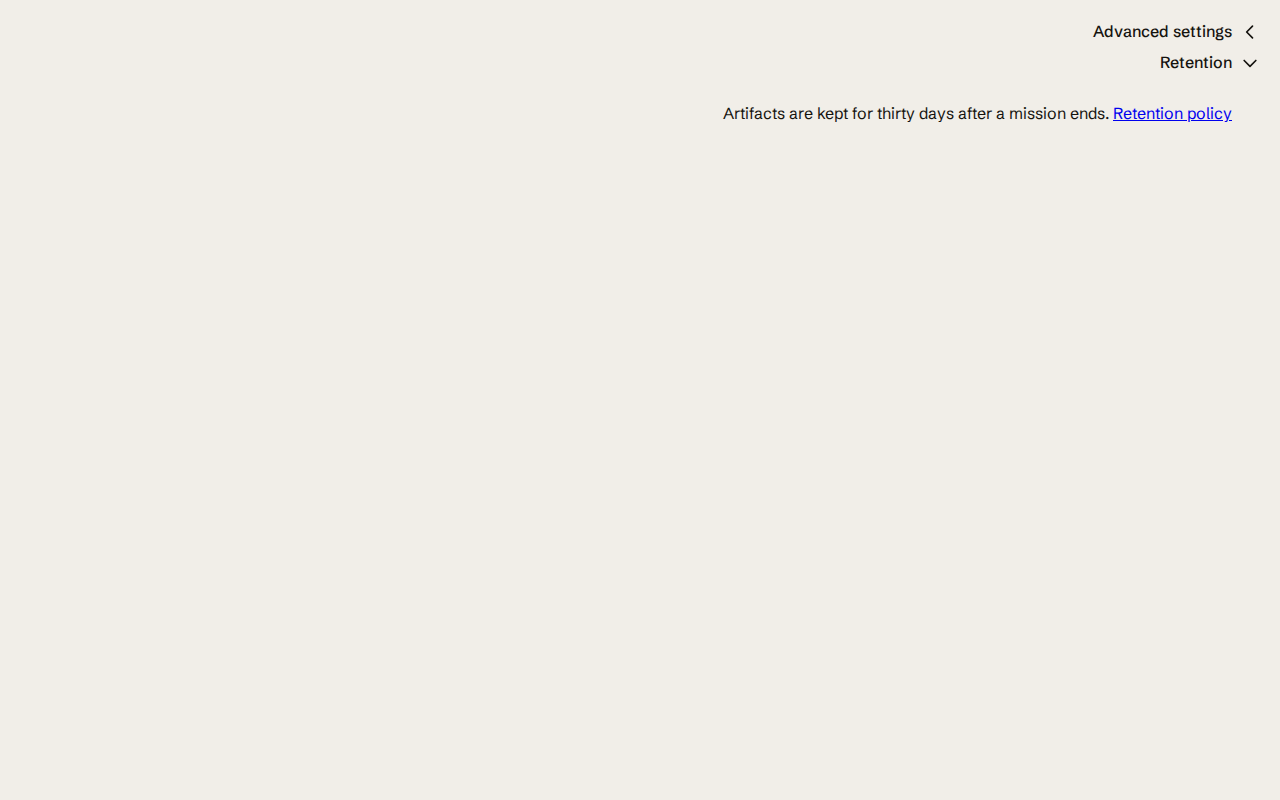 Advanced settings
Retention
Artifacts are kept for thirty days after a mission ends. Retention policy